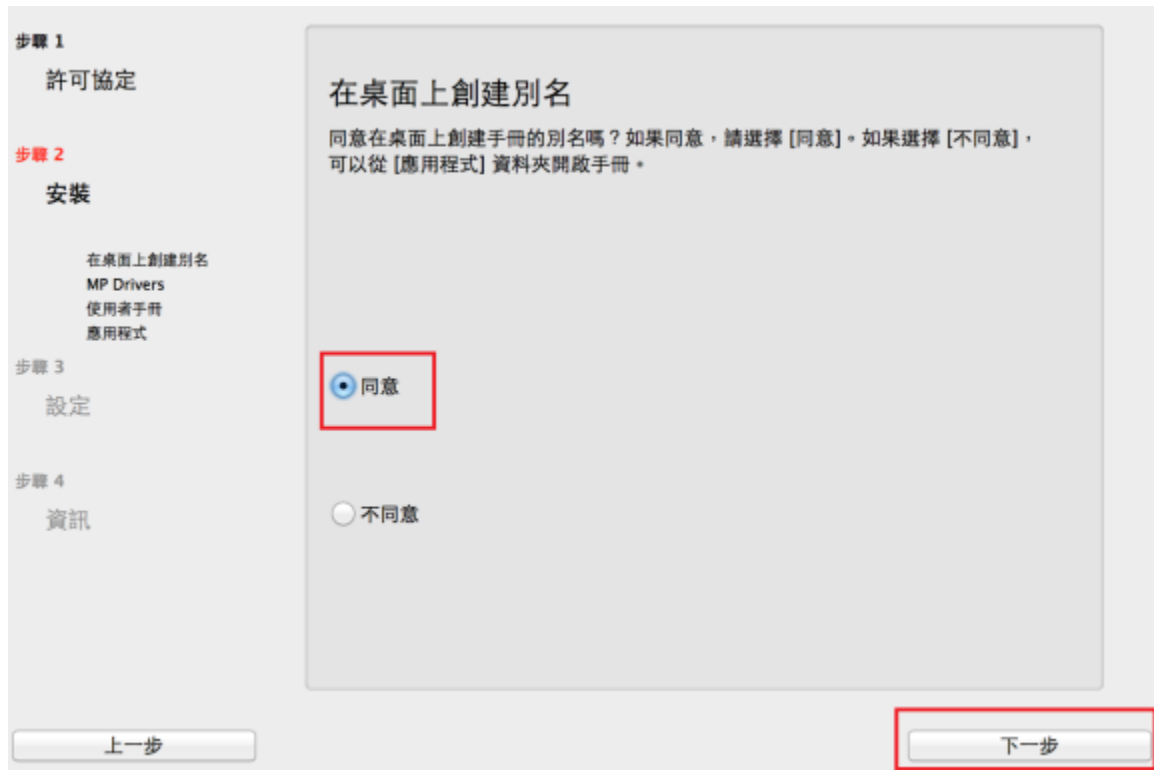 步驟 1
許可協定
步驟 2
安裝
在桌面上創建別名
MP Drivers
使用者手冊
應用程式
步驟 3
設定
步驟 4
資訊
在桌面上創建別名
同意在桌面上創建手冊的別名嗎？如果同意，請選擇 [同意]。如果選擇 [不同意]，
可以從 [應用程式] 資料夾開啟手冊。
同意
不同意
上一步
下一步